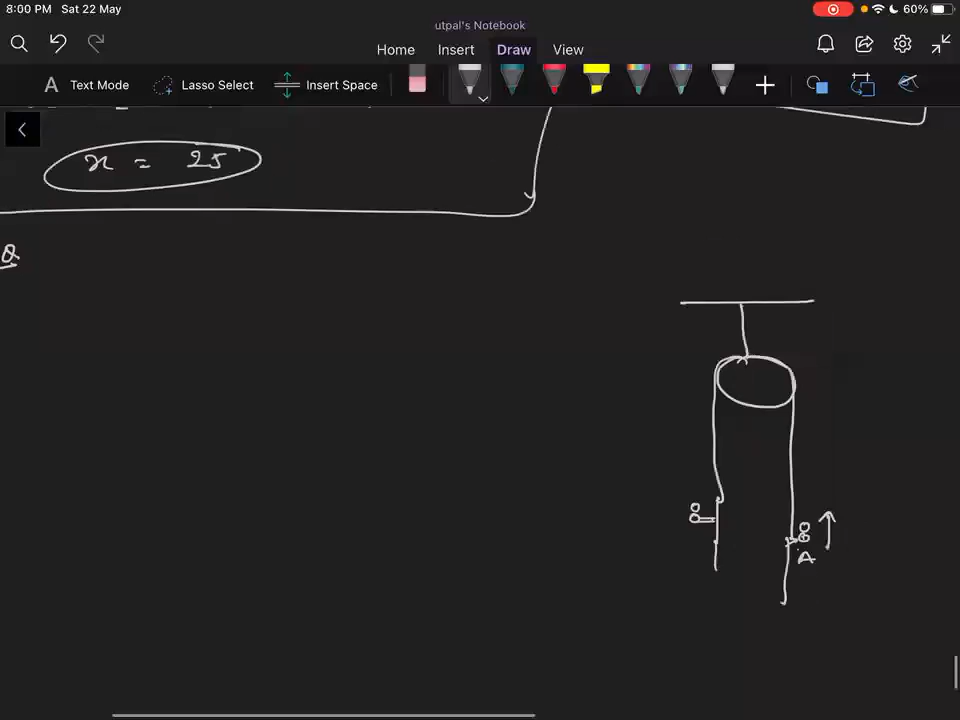 8:00 PM Sat 22 May
60%
utpal's Notebook
Home Insert Draw View
A Text Mode Lasso Select Insert Space
x = 25
Q
A